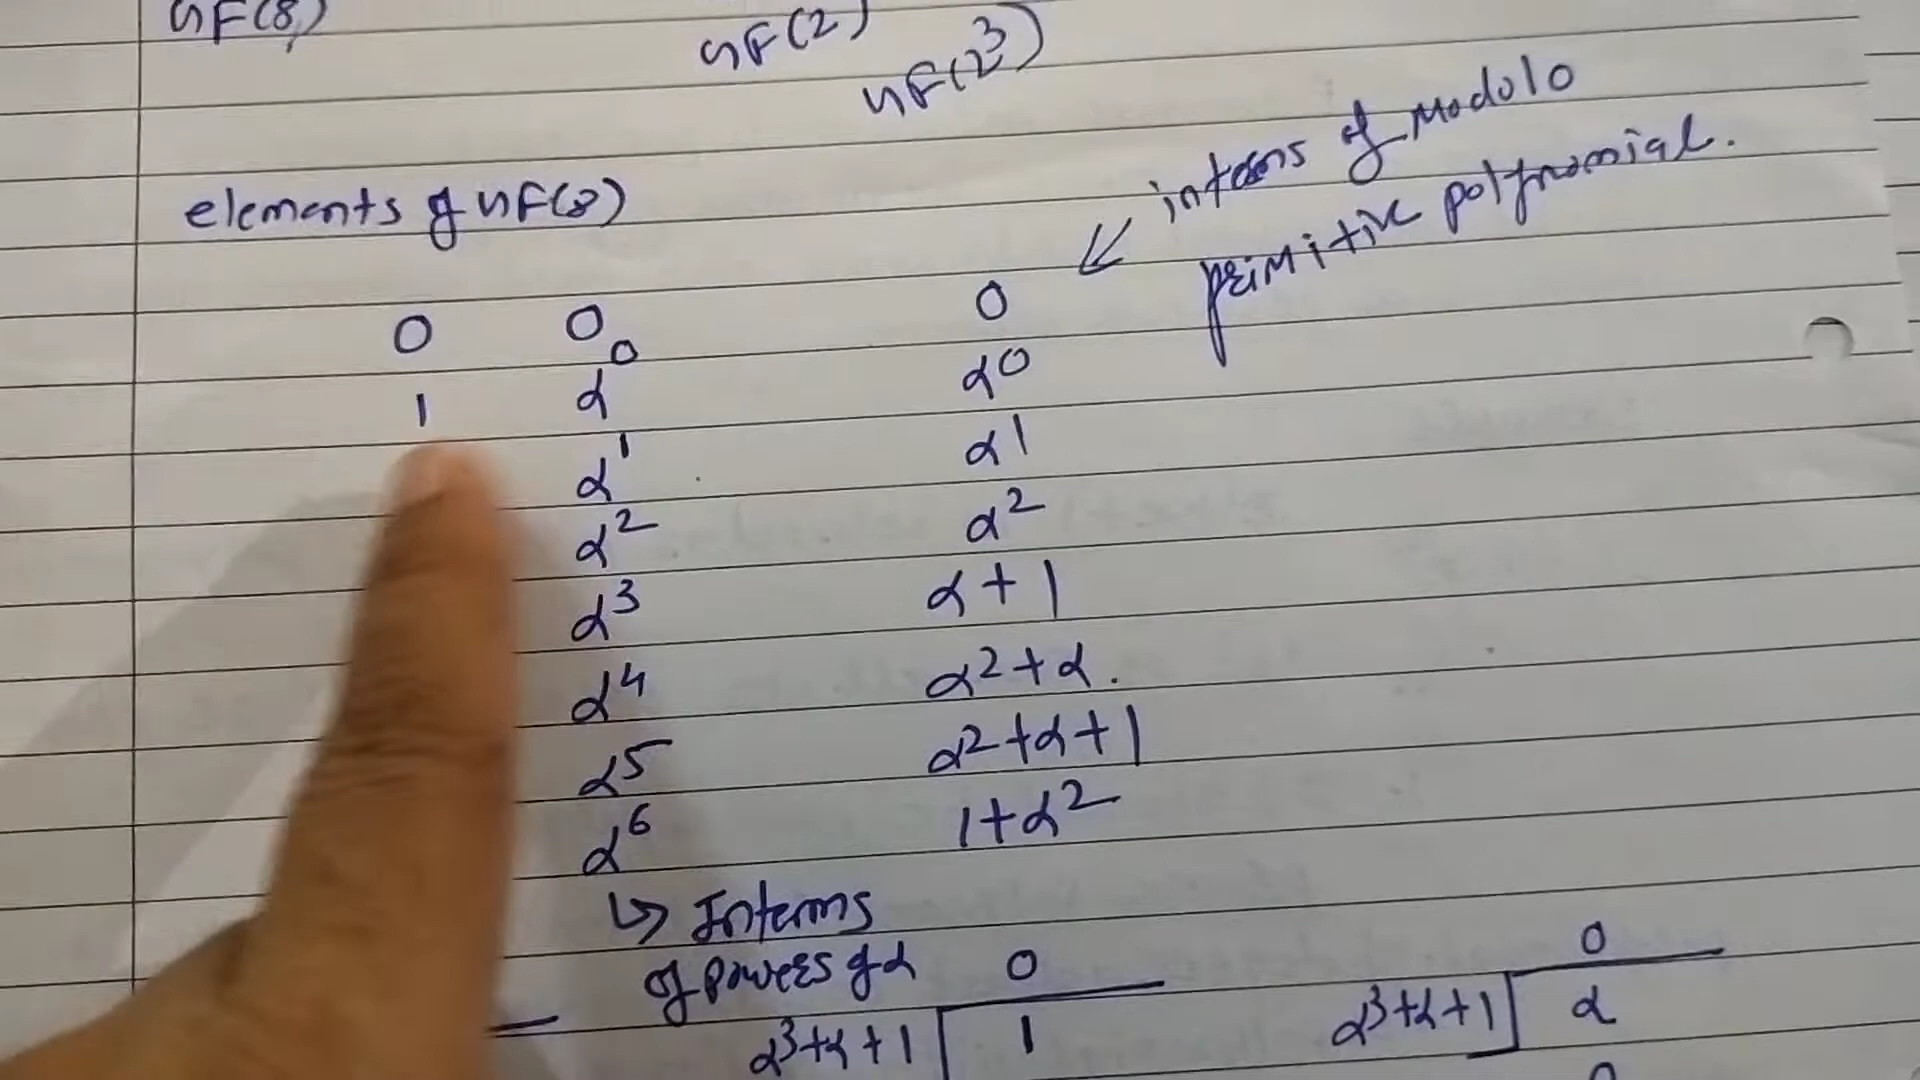 GF(8)
GF(2)
GF(2³)
interms of modulo
primitive polynomial.
elements of GF(8)
0 0 0
1 α⁰ α0
α¹ α1
α² α²
α³ α+1
α⁴ α²+α.
α⁵ α²+α+1
α⁶ 1+α²
↳ Interms
of powers of α
0 0
α³+α+1 1 α³+α+1 α